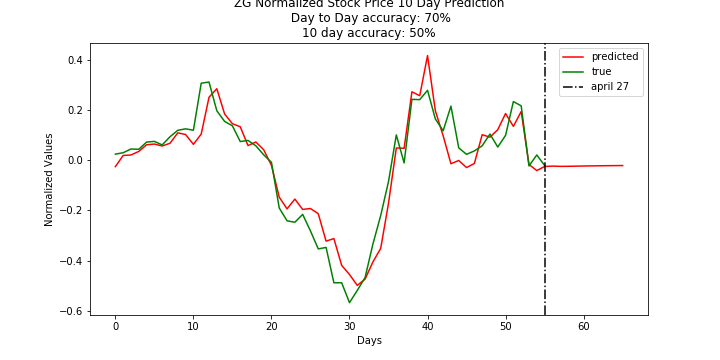 ZG Normalized Stock Price 10 Day Prediction
Day to Day accuracy: 70%
10 day accuracy: 50%
predicted
true
april 27
Normalized Values
0.4
0.2
0.0
−0.2
−0.4
−0.6
0
10
20
30
40
50
60
Days